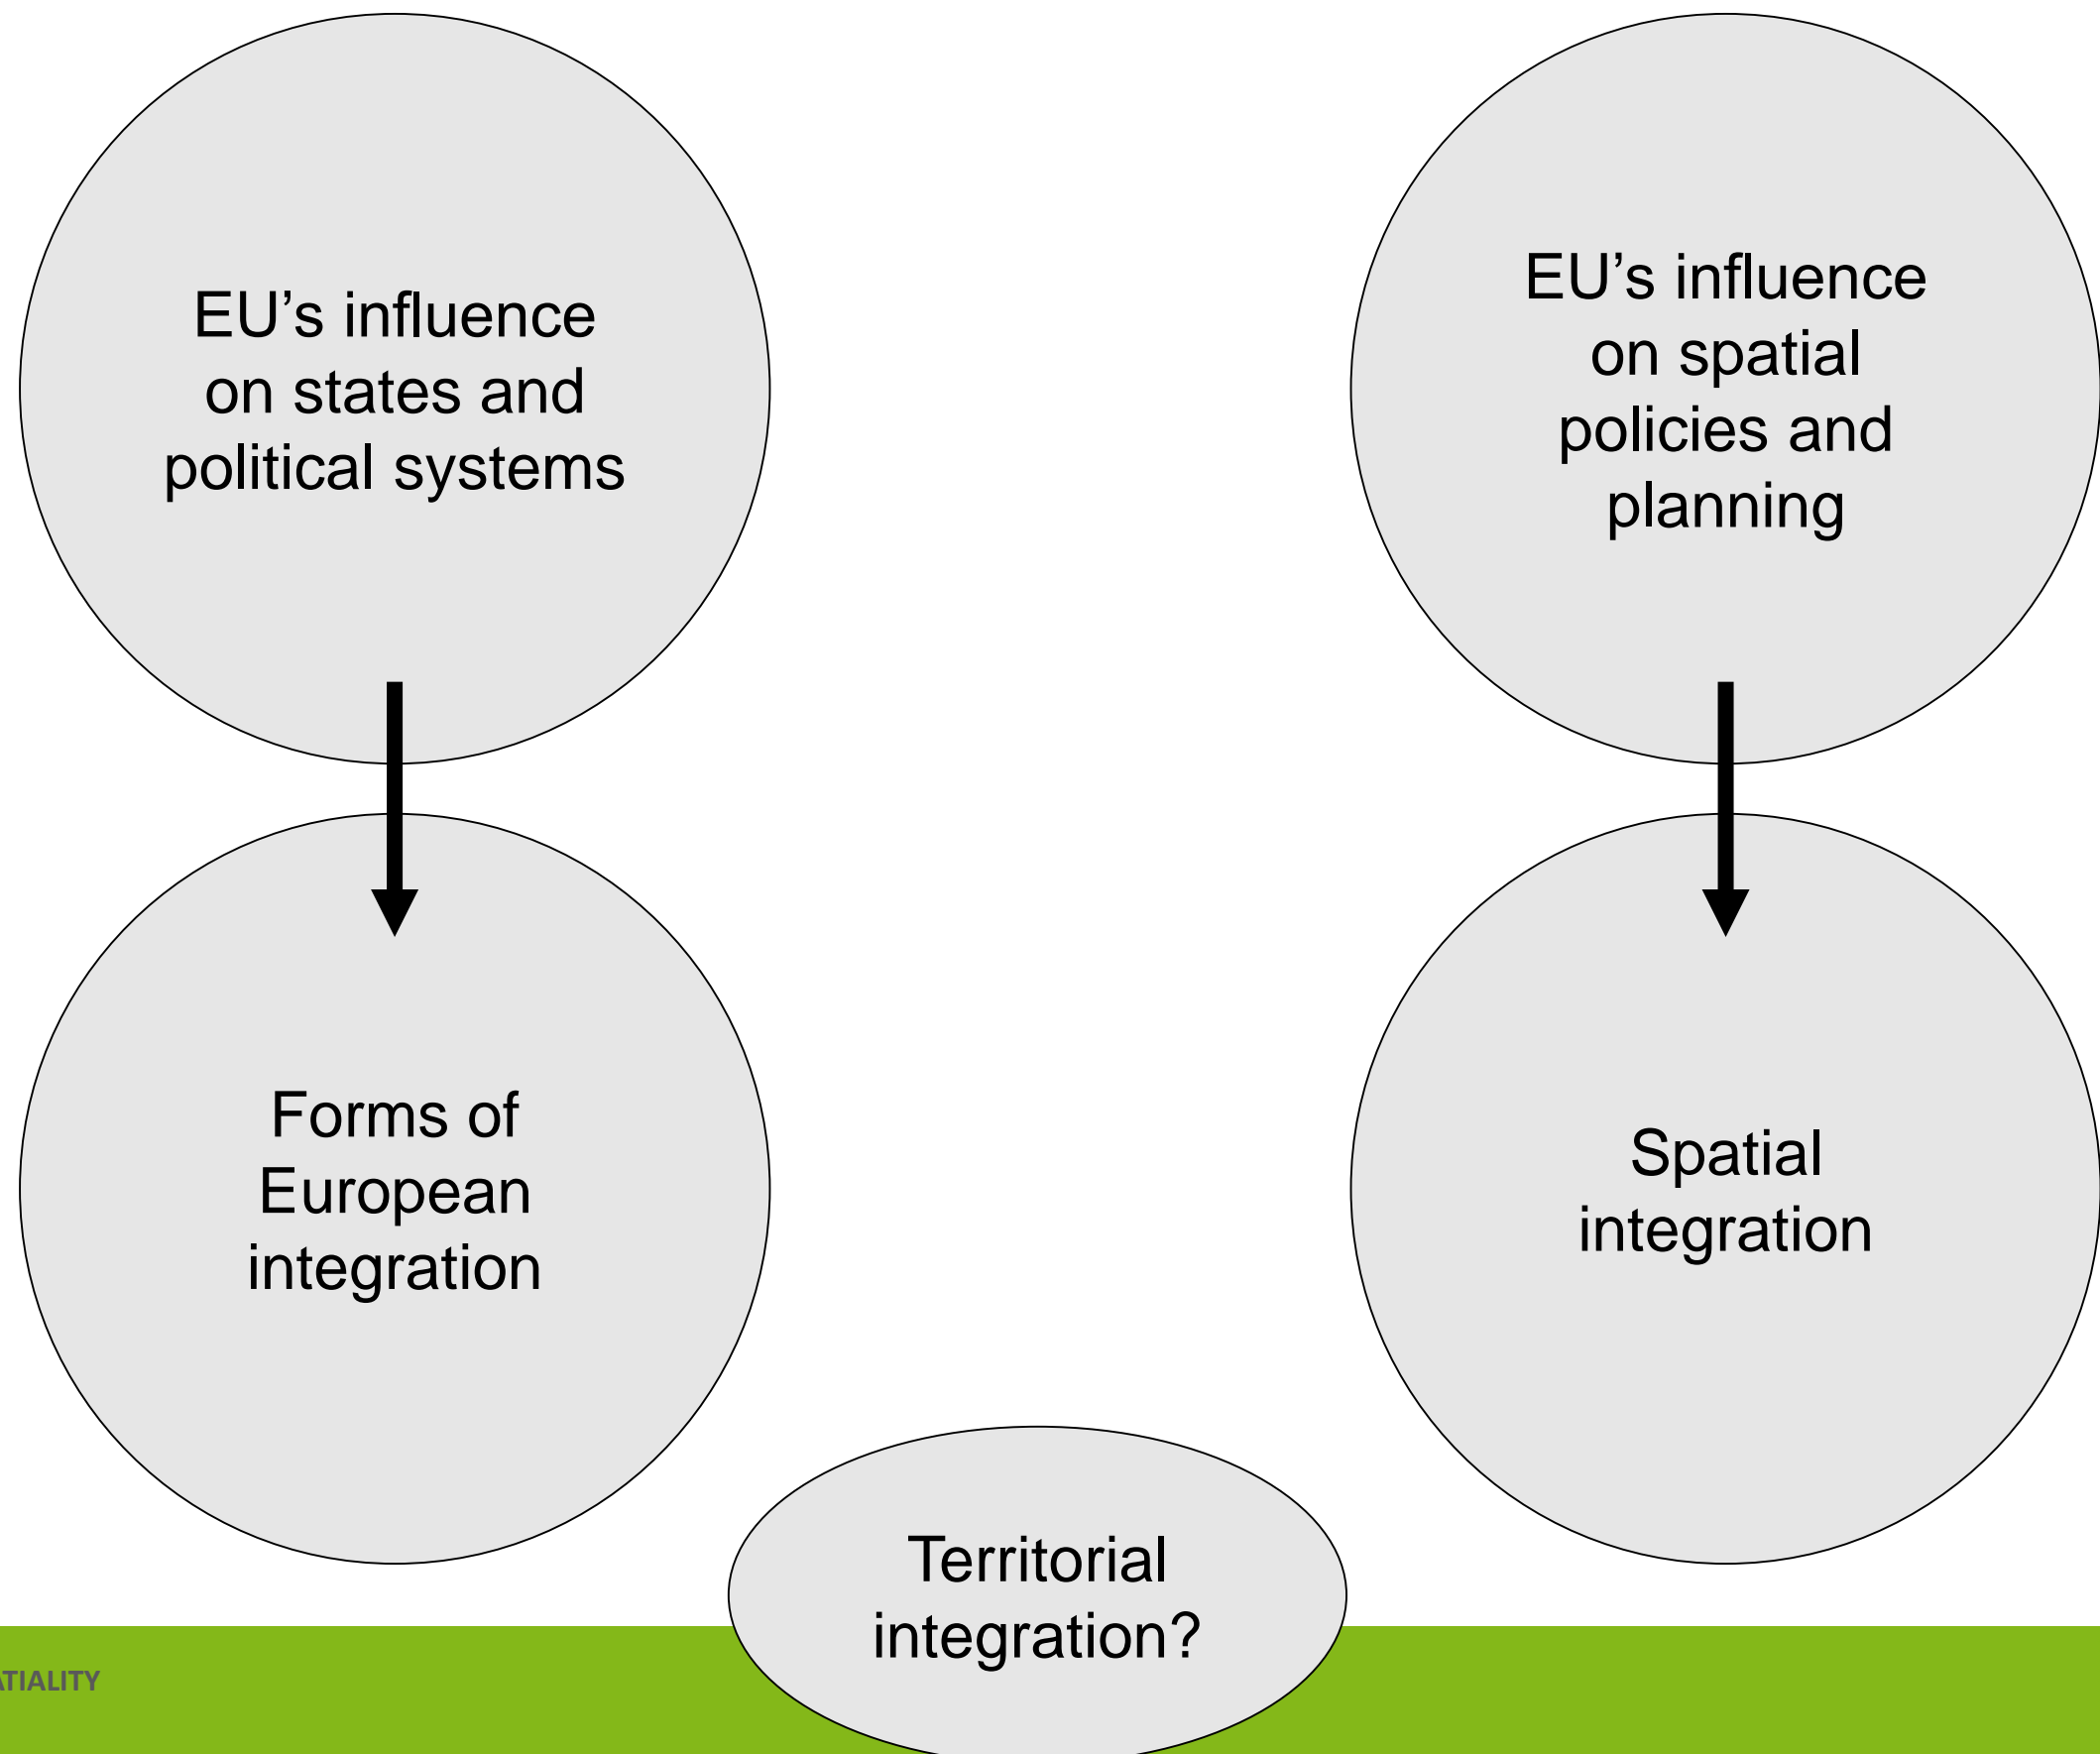 EU’s influence
on states and
political systems
EU’s influence
on spatial
policies and
planning
Forms of
European
integration
Spatial
integration
Territorial
integration?
TIALITY